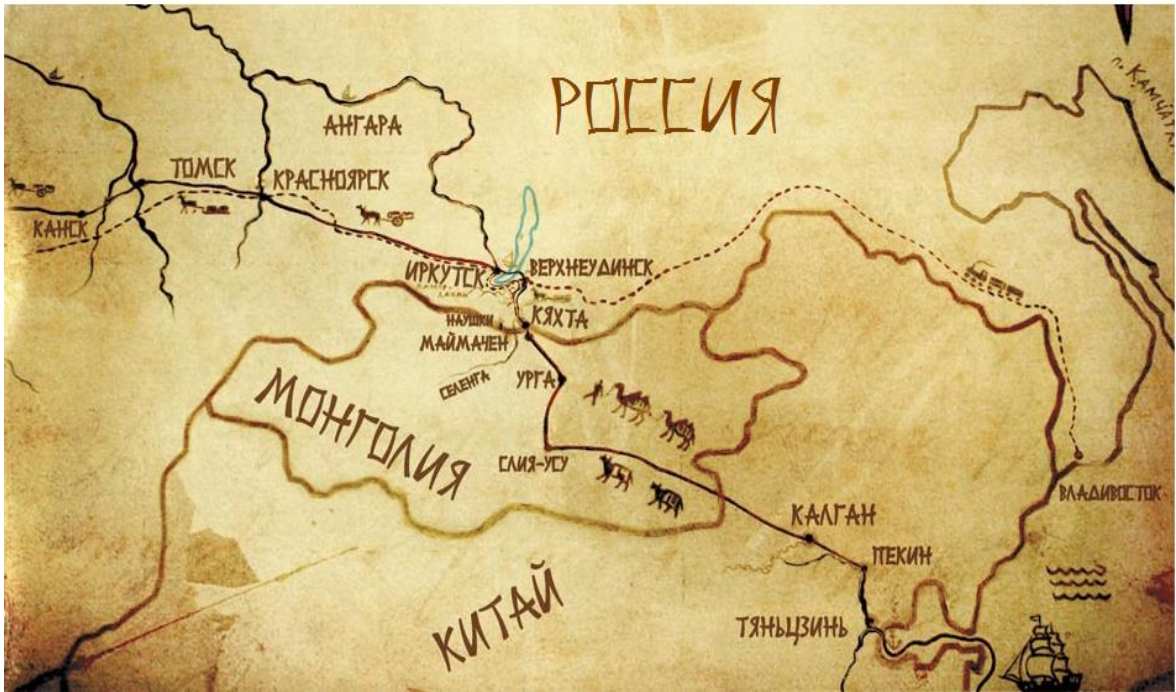 РОССИЯ
п. КАМЧАТ
АНГАРА
ТОМСК
КРАСНОЯРСК
КАНСК
ИРКУТСК
ВЕРХНЕУДИНСК
НАУШКИ
КЯХТА
МАЙМАЧЕН
СЕЛЕНГА
УРГА
МОНГОЛИЯ
СЛИЯ-УСУ
ВЛАДИВОСТОК
КАЛГАН
ПЕКИН
КИТАЙ
ТЯНЬЦЗИНЬ